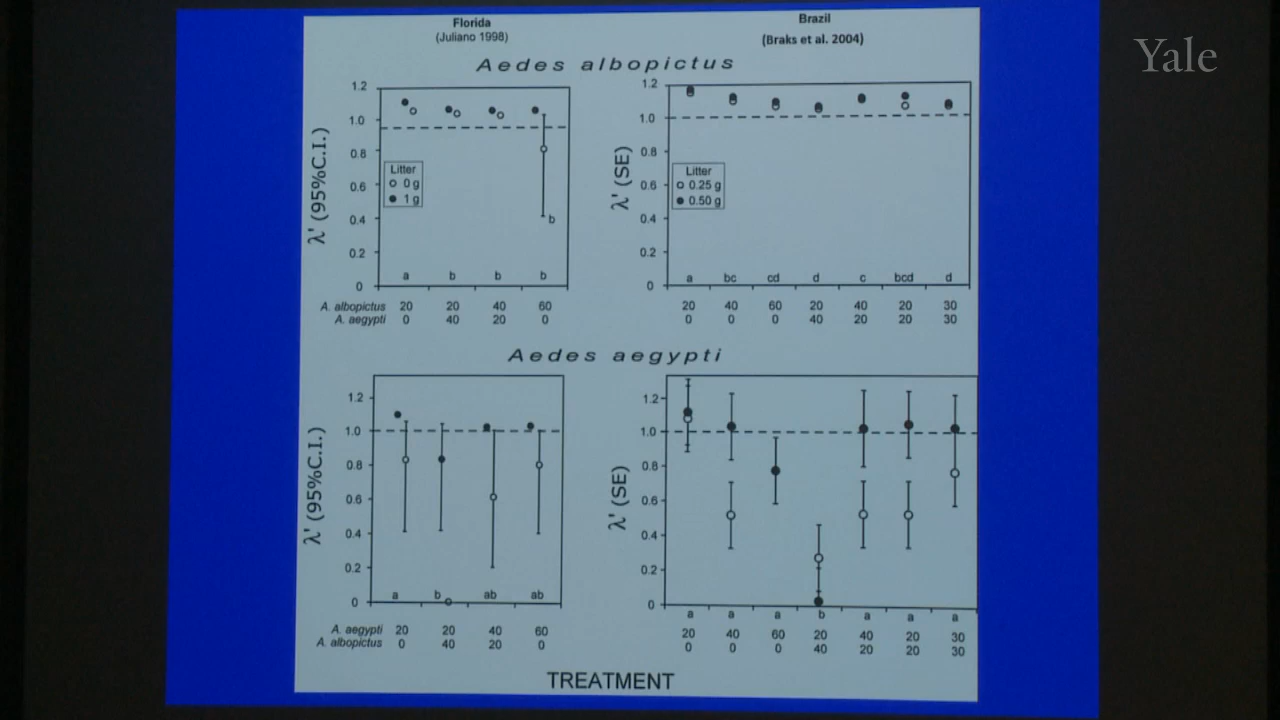 Yale
Florida
(Juliano 1998)
Brazil
(Braks et al. 2004)
Aedes albopictus
λ' (95%C.I.)
1.2
1.0
0.8
0.6
0.4
0.2
0
Litter
0 g
1 g
b
a b b b
A. albopictus 20 20 40 60
A. aegypti 0 40 20 0
λ' (SE)
1.2
1.0
0.8
0.6
0.4
0.2
0
Litter
0.25 g
0.50 g
a bc cd d c bcd d
20 40 60 20 40 20 30
0 0 0 40 20 20 30
Aedes aegypti
λ' (95%C.I.)
1.2
1.0
0.8
0.6
0.4
0.2
0
a b ab ab
A. aegypti 20 20 40 60
A. albopictus 0 40 20 0
λ' (SE)
1.2
1.0
0.8
0.6
0.4
0.2
0
a a a b a a a
20 40 60 20 40 20 30
0 0 0 40 20 20 30
TREATMENT